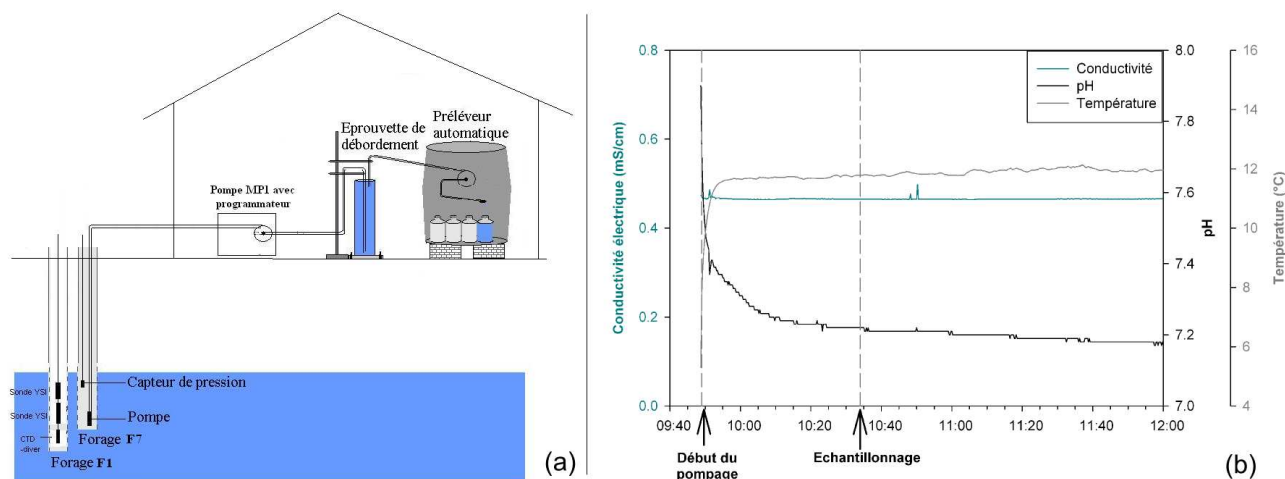 Préléveur
automatique
Eprouvette de
débordement
Pompe MP1 avec
programmateur
Capteur de pression
Sonde YSI
Sonde YSI
Pompe
CTD
-diver
Forage F7
Forage F1
(a)
Conductivité électrique (mS/cm)
0.8
0.6
0.4
0.2
0.0
Conductivité
pH
Température
8.0
7.8
7.6
7.4
7.2
7.0
pH
16
14
12
10
8
6
4
Température (°C)
09:40 10:00 10:20 10:40 11:00 11:20 11:40 12:00
Début du
pompage
Echantillonnage
(b)